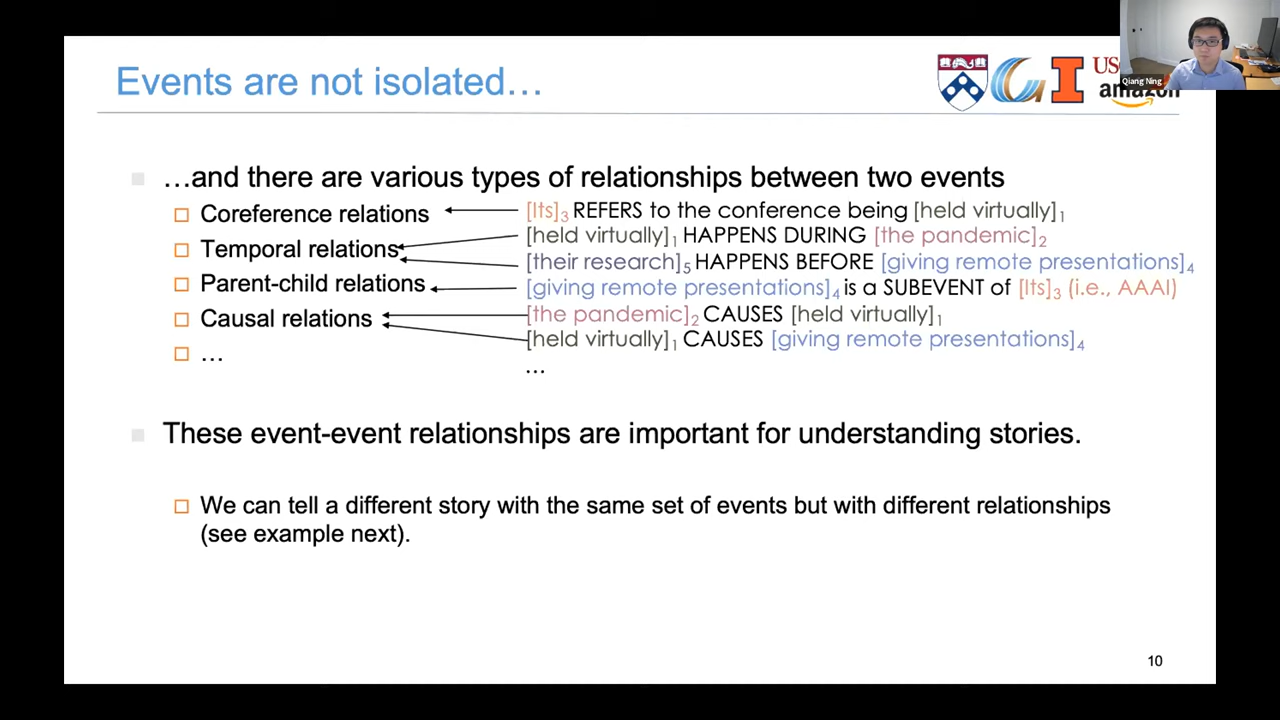 Events are not isolated…
US
amazon
Qiang Ning
…and there are various types of relationships between two events
Coreference relations
[Its]3 REFERS to the conference being [held virtually]1
Temporal relations
[held virtually]1 HAPPENS DURING [the pandemic]2
[their research]5 HAPPENS BEFORE [giving remote presentations]4
Parent-child relations
[giving remote presentations]4 is a SUBEVENT of [Its]3 (i.e., AAAI)
Causal relations
[the pandemic]2 CAUSES [held virtually]1
[held virtually]1 CAUSES [giving remote presentations]4
…
…
These event-event relationships are important for understanding stories.
We can tell a different story with the same set of events but with different relationships
(see example next).
10